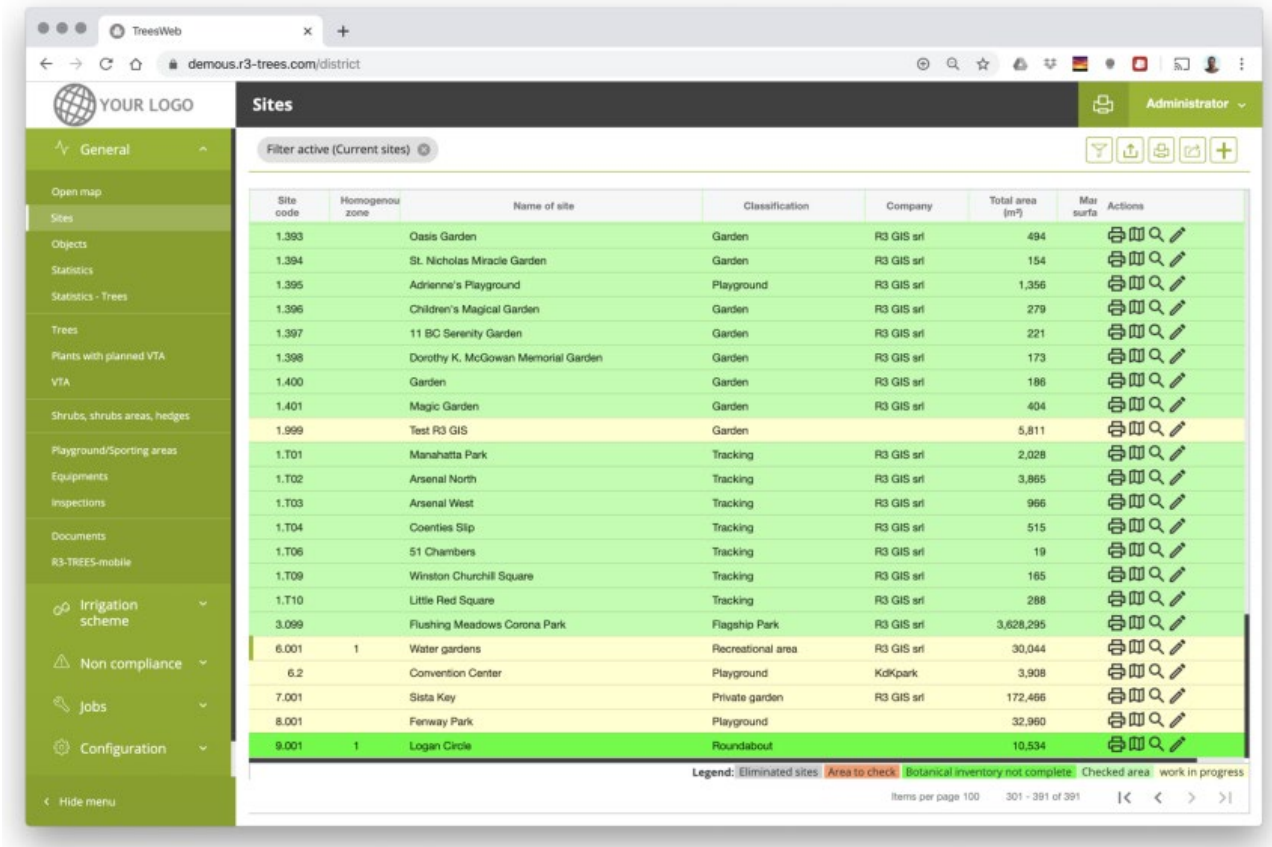 TreesWeb
demous.r3-trees.com/district
YOUR LOGO
Sites
Administrator
General
Filter active (Current sites)
Open map
Sites
Objects
Statistics
Statistics - Trees
Trees
Plants with planned VTA
VTA
Shrubs, shrubs areas, hedges
Playground/Sporting areas
Equipments
Inspections
Documents
R3-TREES-mobile
Irrigation
scheme
Non compliance
Jobs
Configuration
Hide menu
Site code Homogenou zone Name of site Classification Company Total area (m²) Mai surfa Actions
1.393 Oasis Garden Garden R3 GIS srl 494
1.394 St. Nicholas Miracle Garden Garden R3 GIS srl 154
1.395 Adrienne's Playground Playground R3 GIS srl 1,356
1.396 Children's Magical Garden Garden R3 GIS srl 279
1.397 11 BC Serenity Garden Garden R3 GIS srl 221
1.398 Dorothy K. McGowan Memorial Garden Garden R3 GIS srl 173
1.400 Garden Garden R3 GIS srl 186
1.401 Magic Garden Garden R3 GIS srl 404
1.999 Test R3 GIS Garden 5,811
1.T01 Manahatta Park Tracking R3 GIS srl 2,028
1.T02 Arsenal North Tracking R3 GIS srl 3,865
1.T03 Arsenal West Tracking R3 GIS srl 966
1.T04 Coenties Slip Tracking R3 GIS srl 515
1.T06 51 Chambers Tracking R3 GIS srl 19
1.T09 Winston Churchill Square Tracking R3 GIS srl 165
1.T10 Little Red Square Tracking R3 GIS srl 288
3.099 Flushing Meadows Corona Park Flagship Park R3 GIS srl 3,628,295
6.001 1 Water gardens Recreational area R3 GIS srl 30,044
6.2 Convention Center Playground KdKpark 3,908
7.001 Sista Key Private garden R3 GIS srl 172,466
8.001 Fenway Park Playground 32,960
9.001 1 Logan Circle Roundabout 10,534
Legend: Eliminated sites Area to check Botanical inventory not complete Checked area work in progress
Items per page 100 301 - 391 of 391